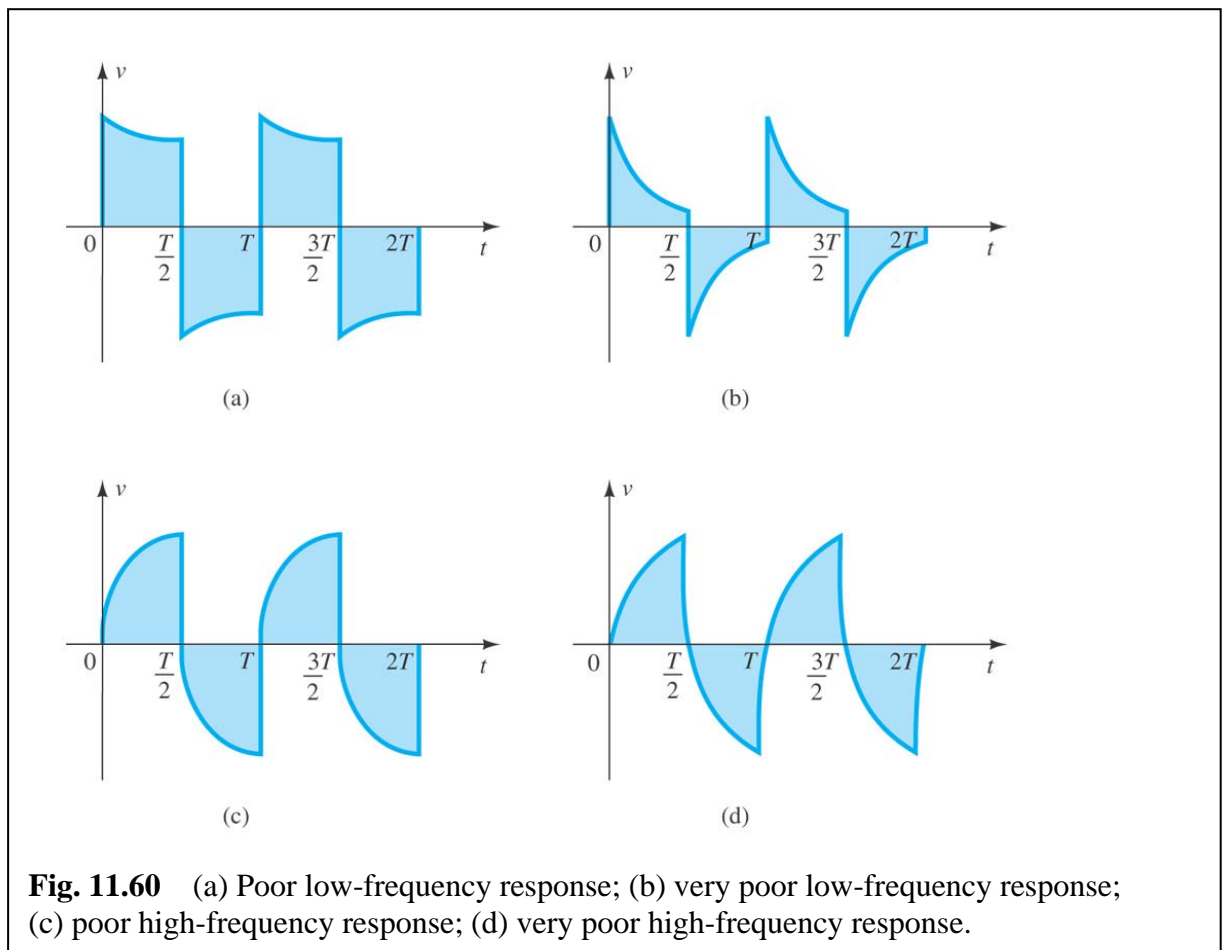 v
0 T/2 T 3T/2 2T t
(a)
v
0 T/2 T 3T/2 2T t
(b)
v
0 T/2 T 3T/2 2T t
(c)
v
0 T/2 T 3T/2 2T t
(d)
Fig. 11.60 (a) Poor low-frequency response; (b) very poor low-frequency response;
(c) poor high-frequency response; (d) very poor high-frequency response.